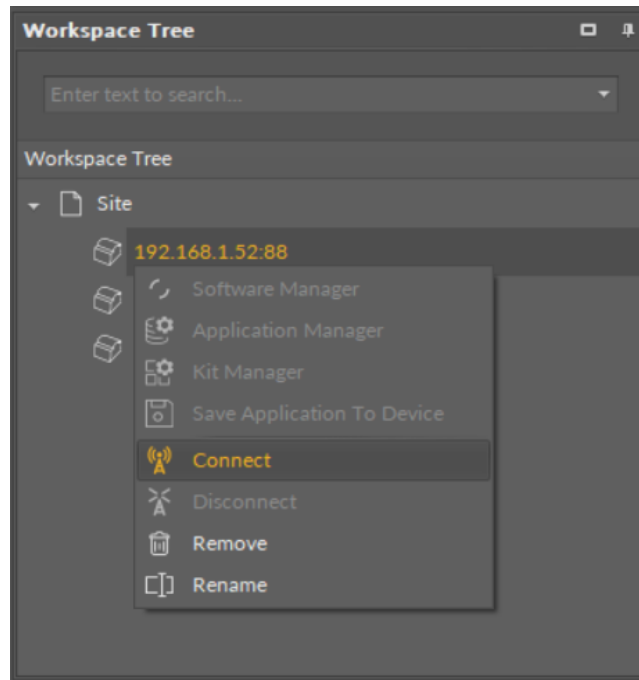 Workspace Tree
Enter text to search...
Workspace Tree
Site
192.168.1.52:88
Software Manager
Application Manager
Kit Manager
Save Application To Device
Connect
Disconnect
Remove
Rename